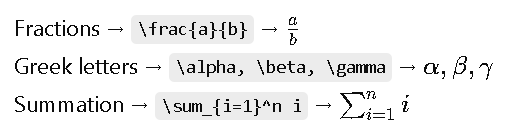 Fractions → \frac{a}{b} → a/b
Greek letters → \alpha, \beta, \gamma → α, β, γ
Summation → \sum_{i=1}^n i → ∑_{i=1}^n i